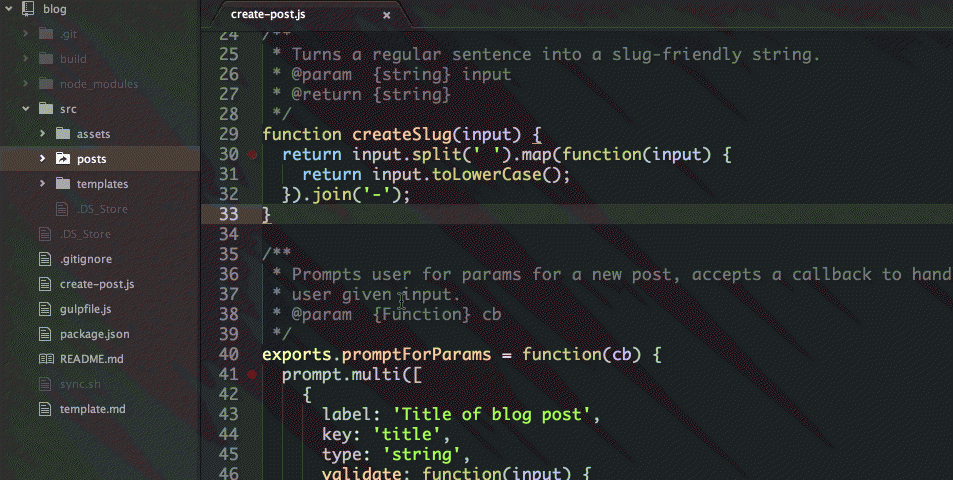 blog
.git
build
node_modules
src
assets
posts
templates
.DS_Store
.DS_Store
.gitignore
create-post.js
gulpfile.js
package.json
README.md
sync.sh
template.md
create-post.js ×
24 /**
25 * Turns a regular sentence into a slug-friendly string.
26 * @param  {string} input
27 * @return {string}
28 */
29 function createSlug(input) {
30 return input.split(' ').map(function(input) {
31 return input.toLowerCase();
32 }).join('-');
33 }
34
35 /**
36 * Prompts user for params for a new post, accepts a callback to hand
37 * user given input.
38 * @param  {Function} cb
39 */
40 exports.promptForParams = function(cb) {
41 prompt.multi([
42 {
43 label: 'Title of blog post',
44 key: 'title',
45 type: 'string',
46 validate: function(input) {